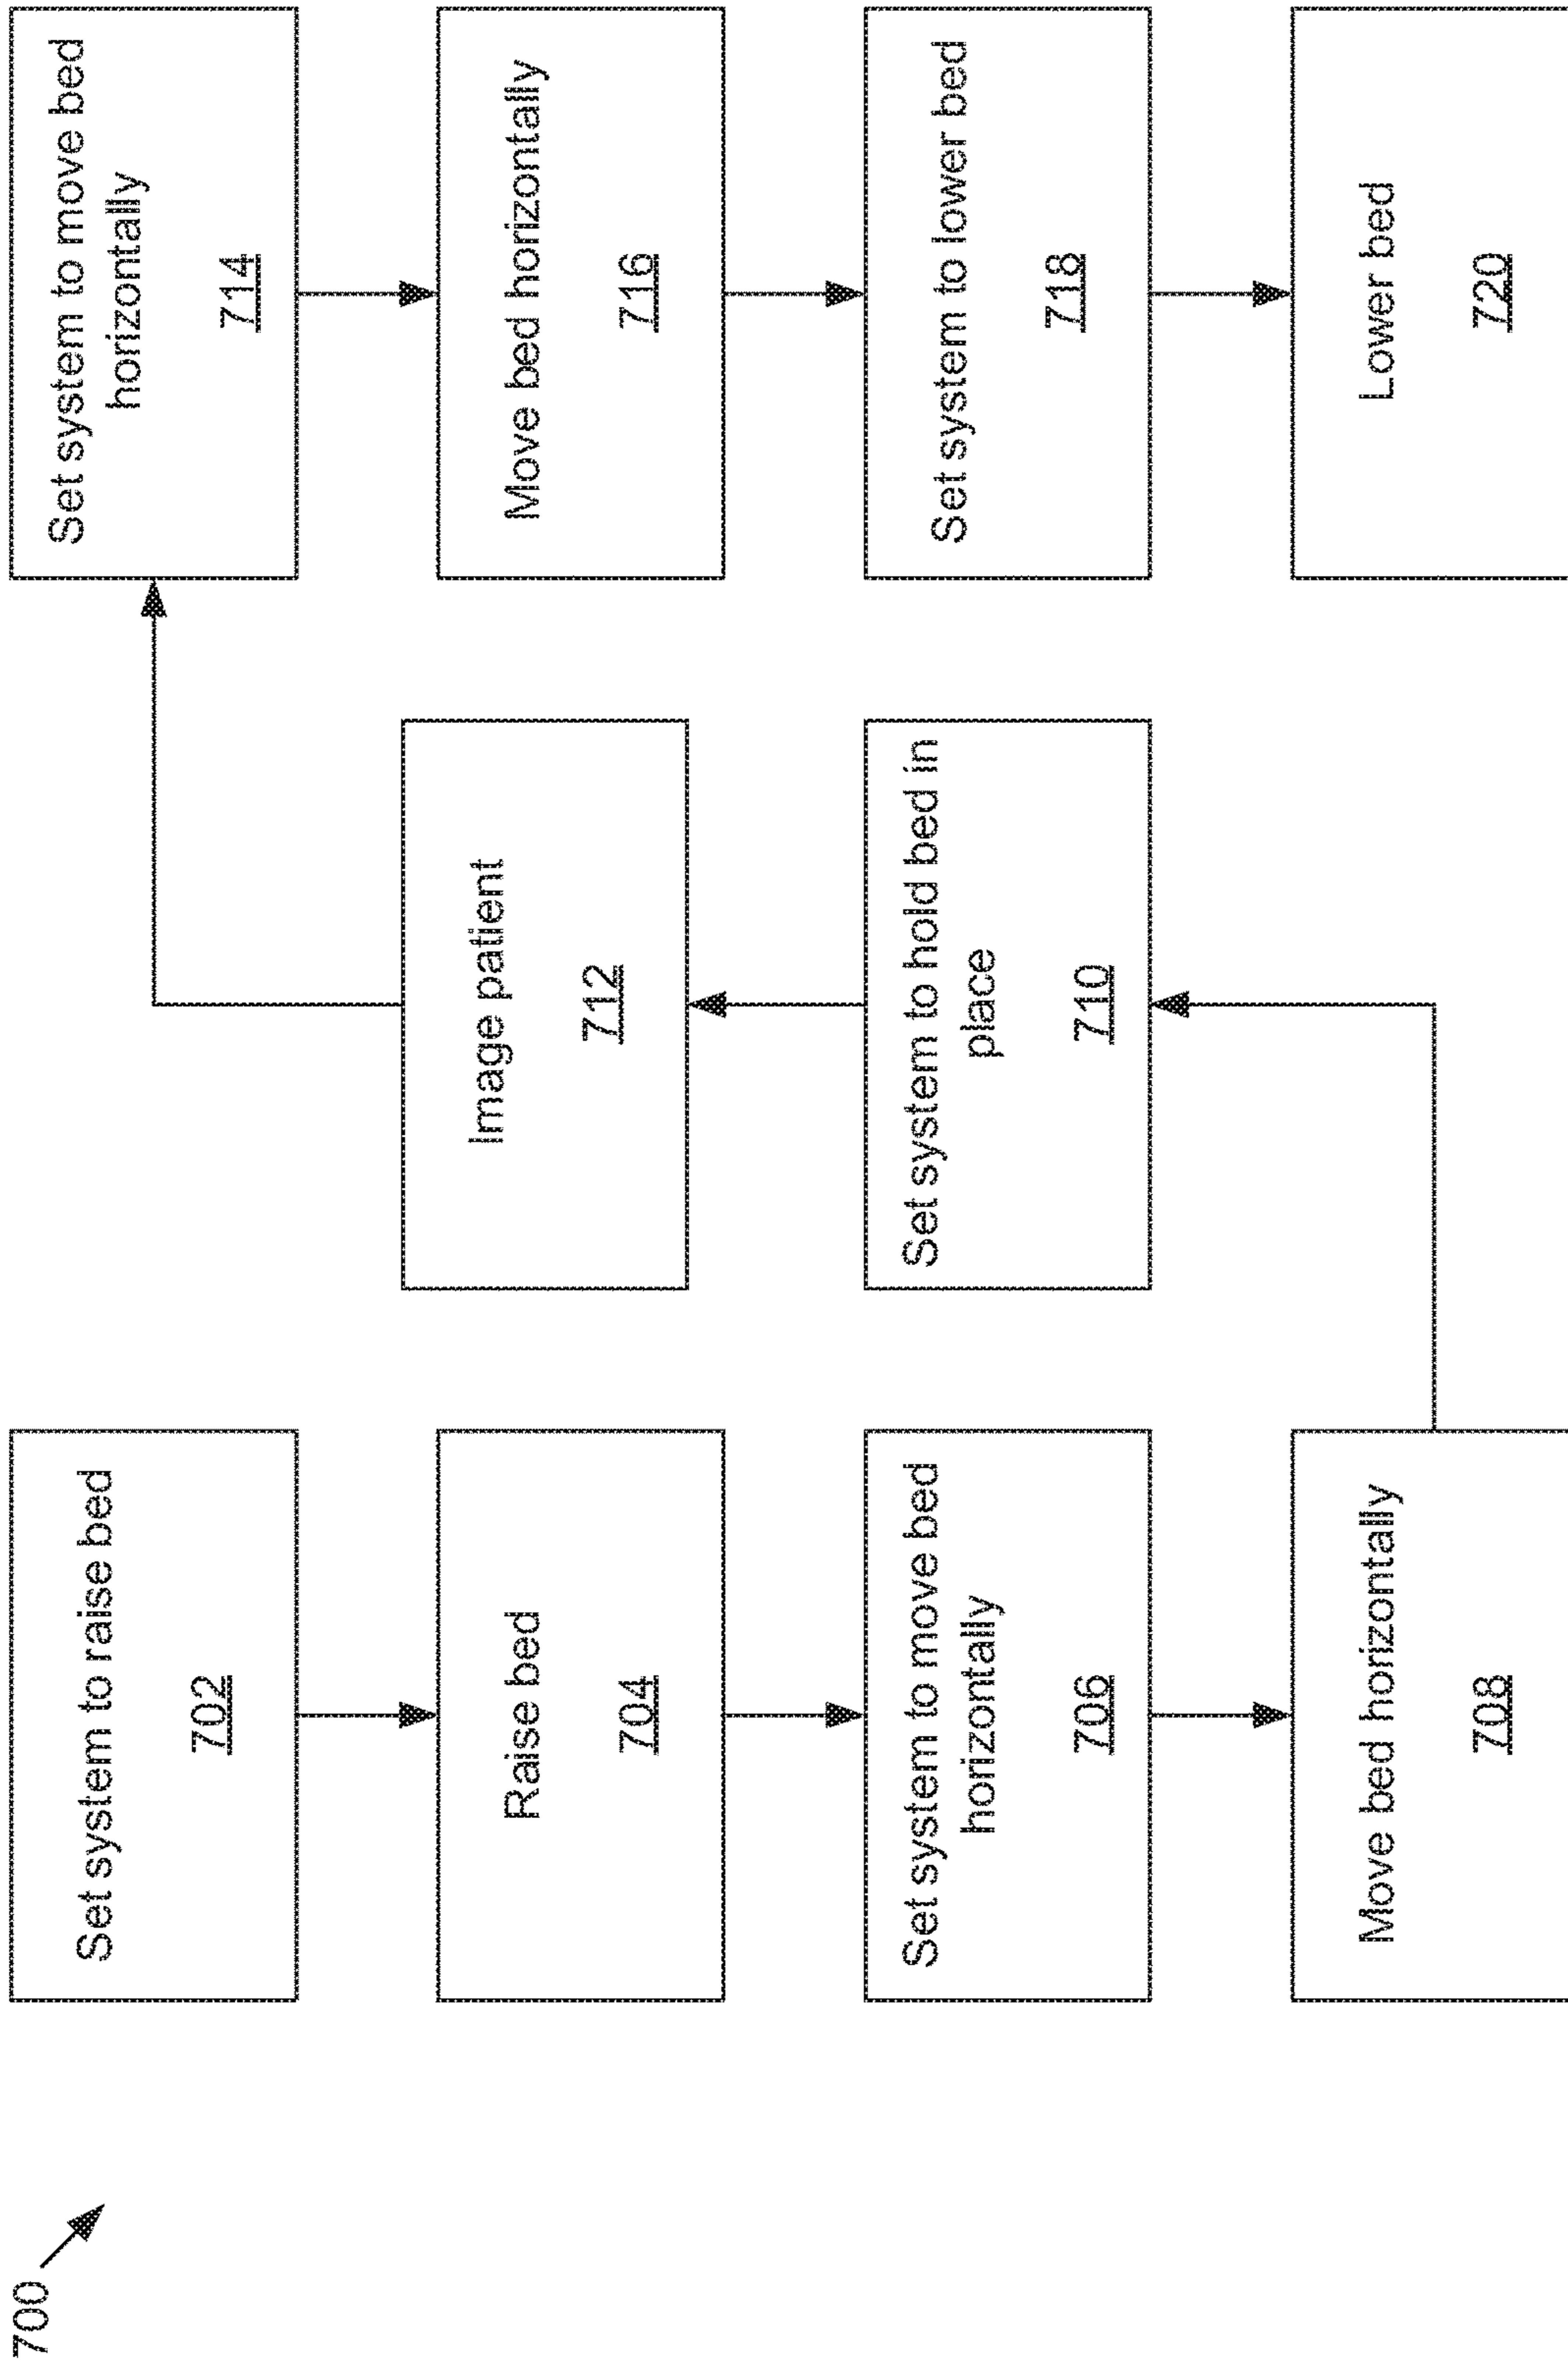 700
Set system to raise bed
702
Raise bed
704
Set system to move bed
horizontally
706
Move bed horizontally
708
Set system to hold bed in
place
710
Image patient
712
Set system to move bed
horizontally
714
Move bed horizontally
716
Set system to lower bed
718
Lower bed
720